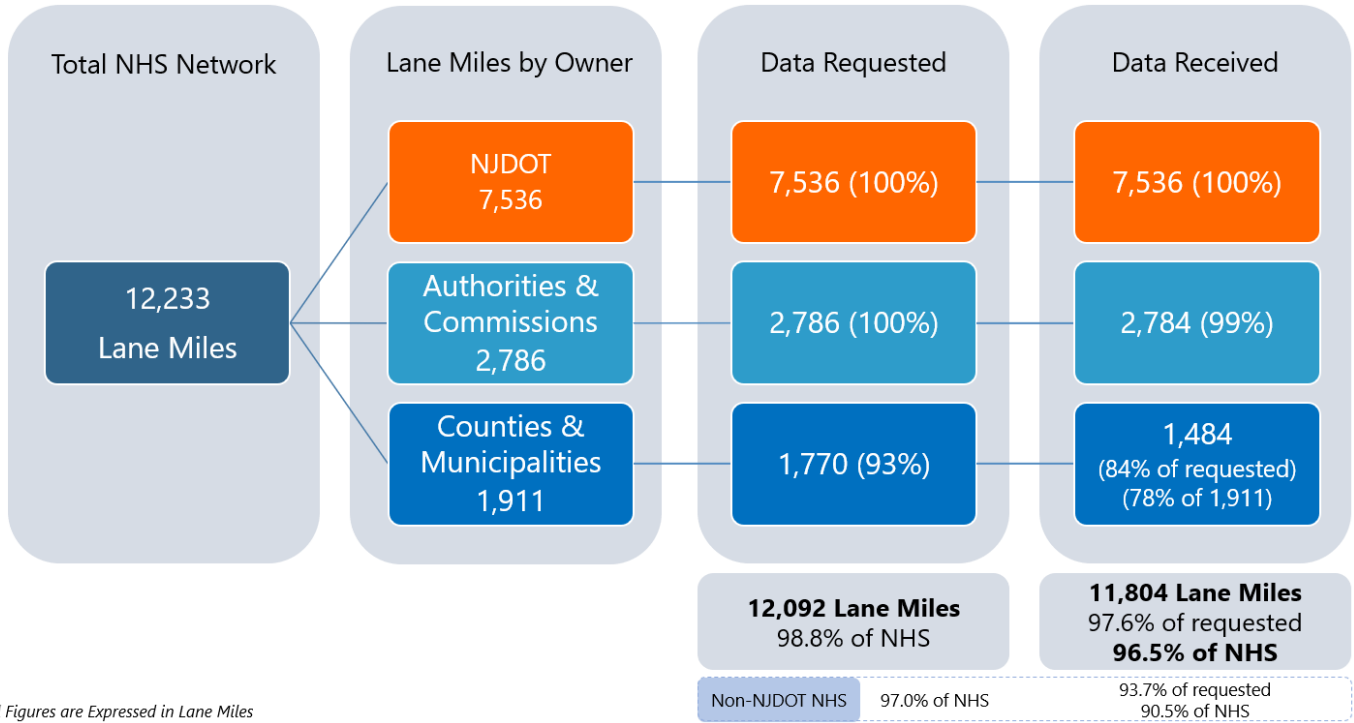 Total NHS Network
Lane Miles by Owner
Data Requested
Data Received
NJDOT
7,536
7,536 (100%)
7,536 (100%)
12,233
Lane Miles
Authorities &
Commissions
2,786
2,786 (100%)
2,784 (99%)
Counties &
Municipalities
1,911
1,770 (93%)
1,484
(84% of requested)
(78% of 1,911)
12,092 Lane Miles
98.8% of NHS
11,804 Lane Miles
97.6% of requested
96.5% of NHS
Non-NJDOT NHS
97.0% of NHS
93.7% of requested
90.5% of NHS
Figures are Expressed in Lane Miles